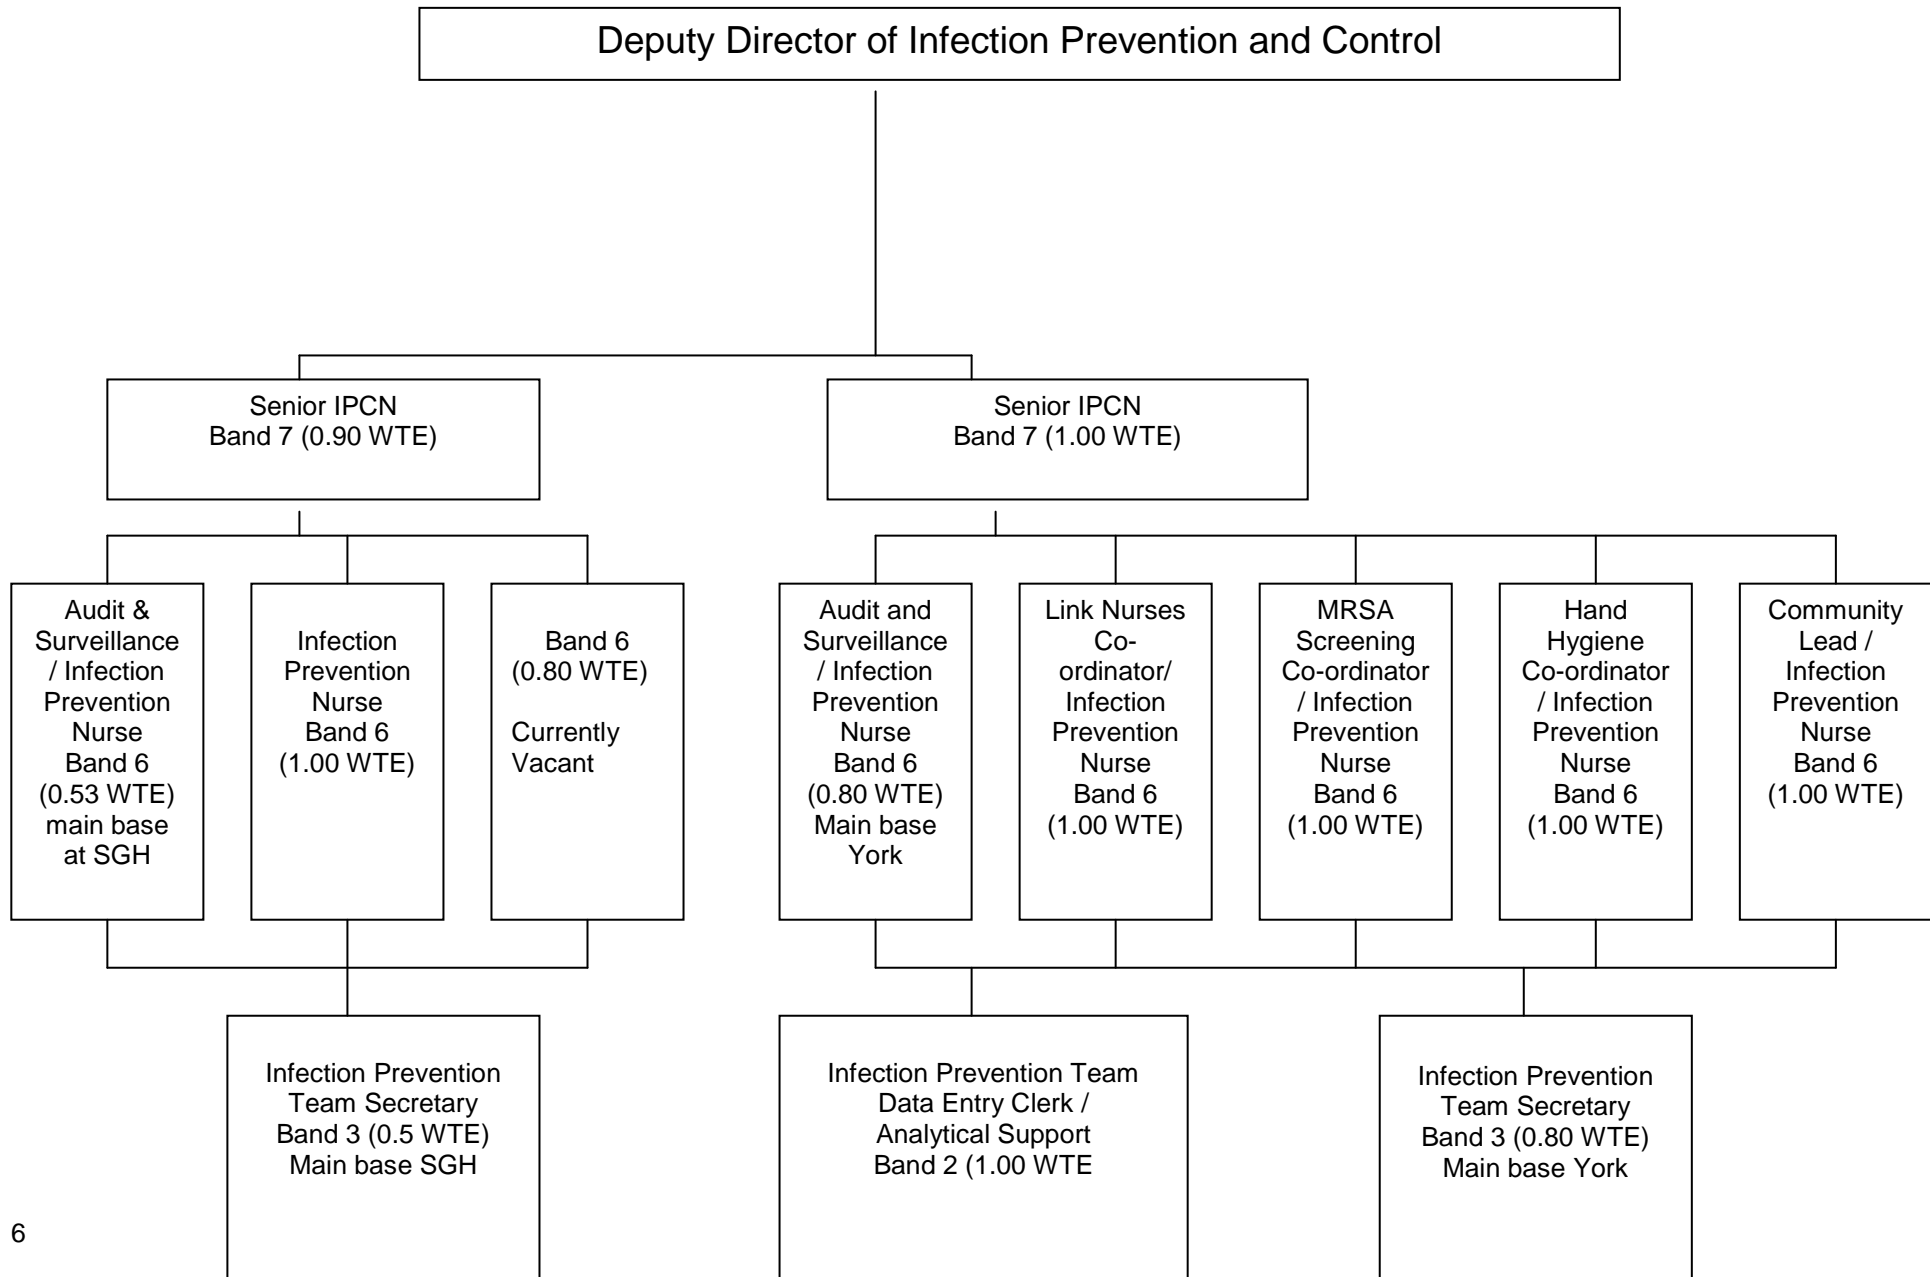 Deputy Director of Infection Prevention and Control
Senior IPCN
Band 7 (0.90 WTE)
Senior IPCN
Band 7 (1.00 WTE)
Audit &
Surveillance
/ Infection
Prevention
Nurse
Band 6
(0.53 WTE)
main base
at SGH
Infection
Prevention
Nurse
Band 6
(1.00 WTE)
Band 6
(0.80 WTE)
Currently
Vacant
Audit and
Surveillance
/ Infection
Prevention
Nurse
Band 6
(0.80 WTE)
Main base
York
Link Nurses
Co-
ordinator/
Infection
Prevention
Nurse
Band 6
(1.00 WTE)
MRSA
Screening
Co-ordinator
/ Infection
Prevention
Nurse
Band 6
(1.00 WTE)
Hand
Hygiene
Co-ordinator
/ Infection
Prevention
Nurse
Band 6
(1.00 WTE)
Community
Lead /
Infection
Prevention
Nurse
Band 6
(1.00 WTE)
Infection Prevention
Team Secretary
Band 3 (0.5 WTE)
Main base SGH
Infection Prevention Team
Data Entry Clerk /
Analytical Support
Band 2 (1.00 WTE
Infection Prevention
Team Secretary
Band 3 (0.80 WTE)
Main base York
6